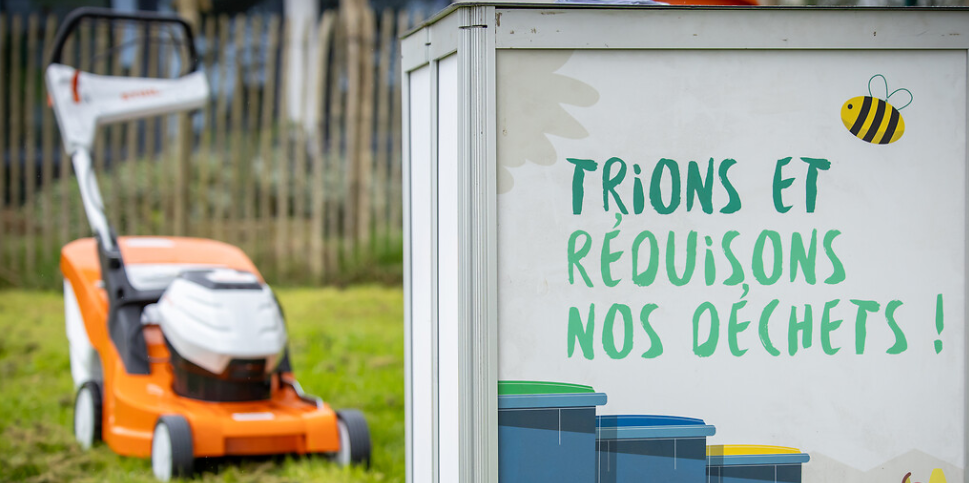 TRiONS ET
RÉDUiSONS
NOS DÉCHETS !